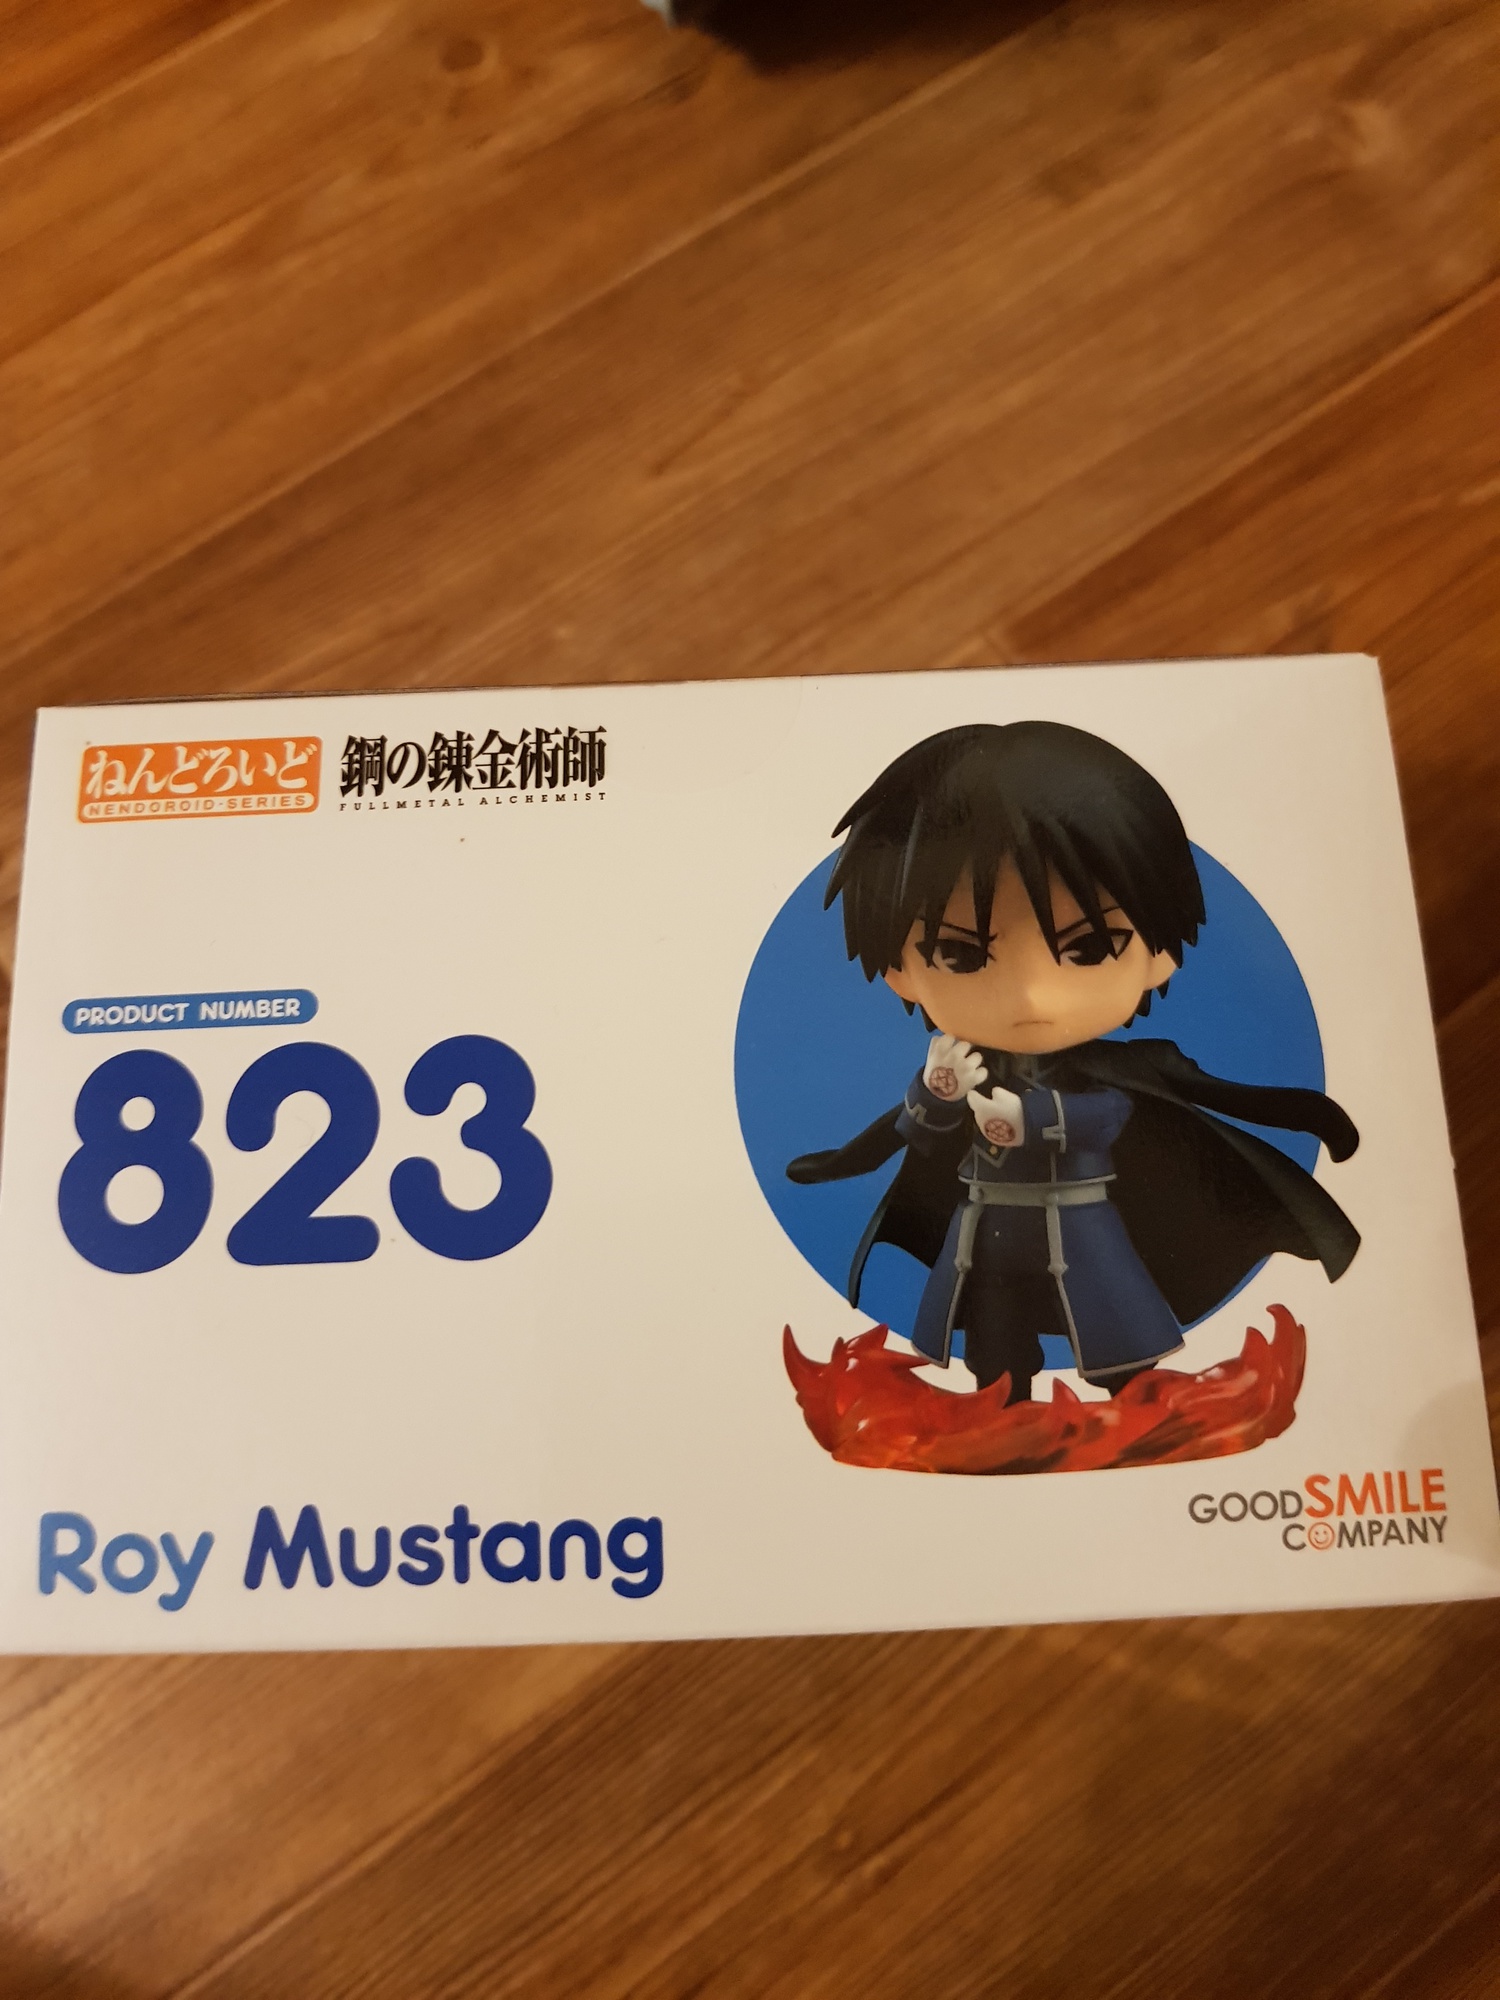 ねんどろいど
NENDOROID·SERIES
鋼の錬金術師
FULLMETAL ALCHEMIST
PRODUCT NUMBER
823
Roy Mustang
GOODSMILE
COMPANY